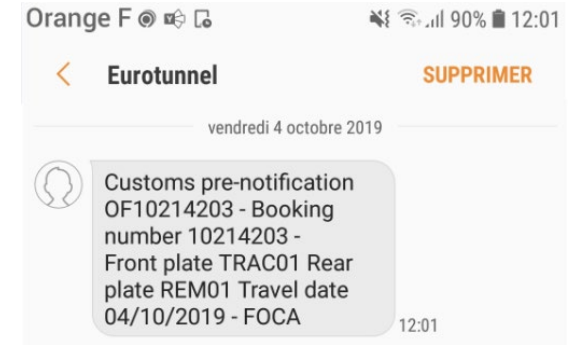 Orange F 90% 12:01
Eurotunnel SUPPRIMER
vendredi 4 octobre 2019
Customs pre-notification
OF10214203 - Booking
number 10214203 -
Front plate TRAC01 Rear
plate REM01 Travel date
04/10/2019 - FOCA
12:01